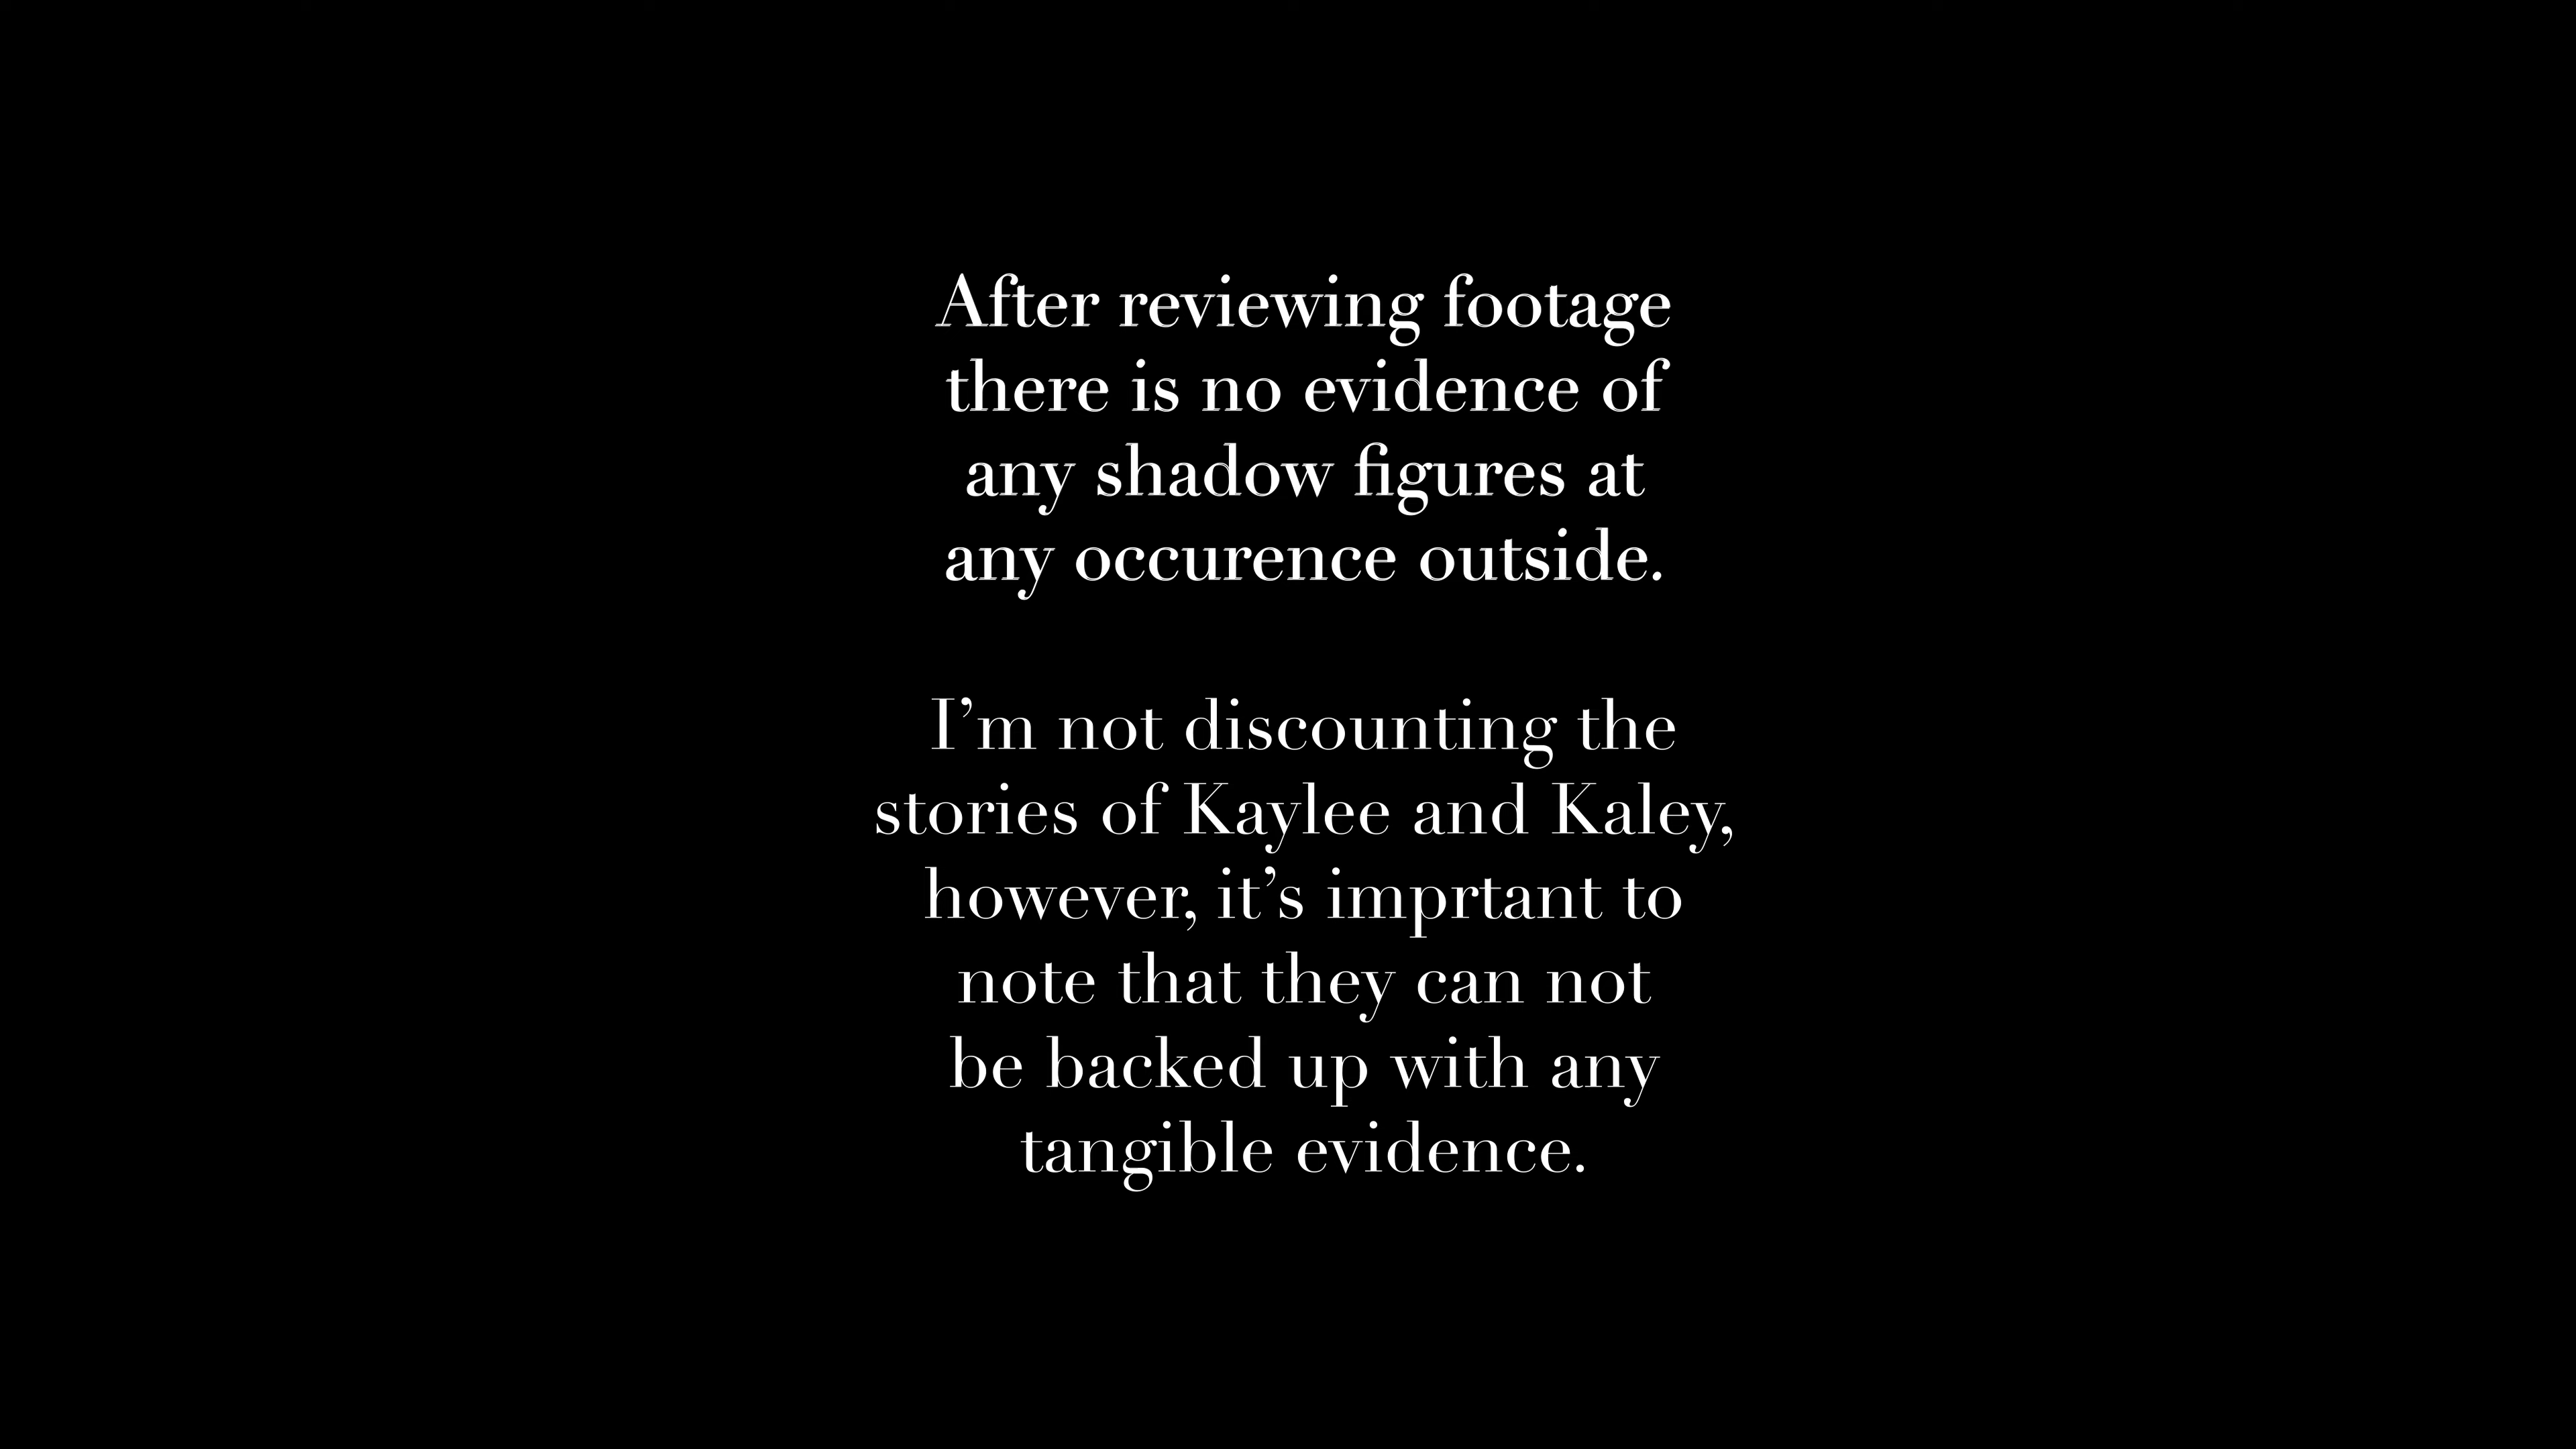 After reviewing footage
there is no evidence of
any shadow figures at
any occurence outside.
I’m not discounting the
stories of Kaylee and Kaley,
however, it’s imprtant to
note that they can not
be backed up with any
tangible evidence.